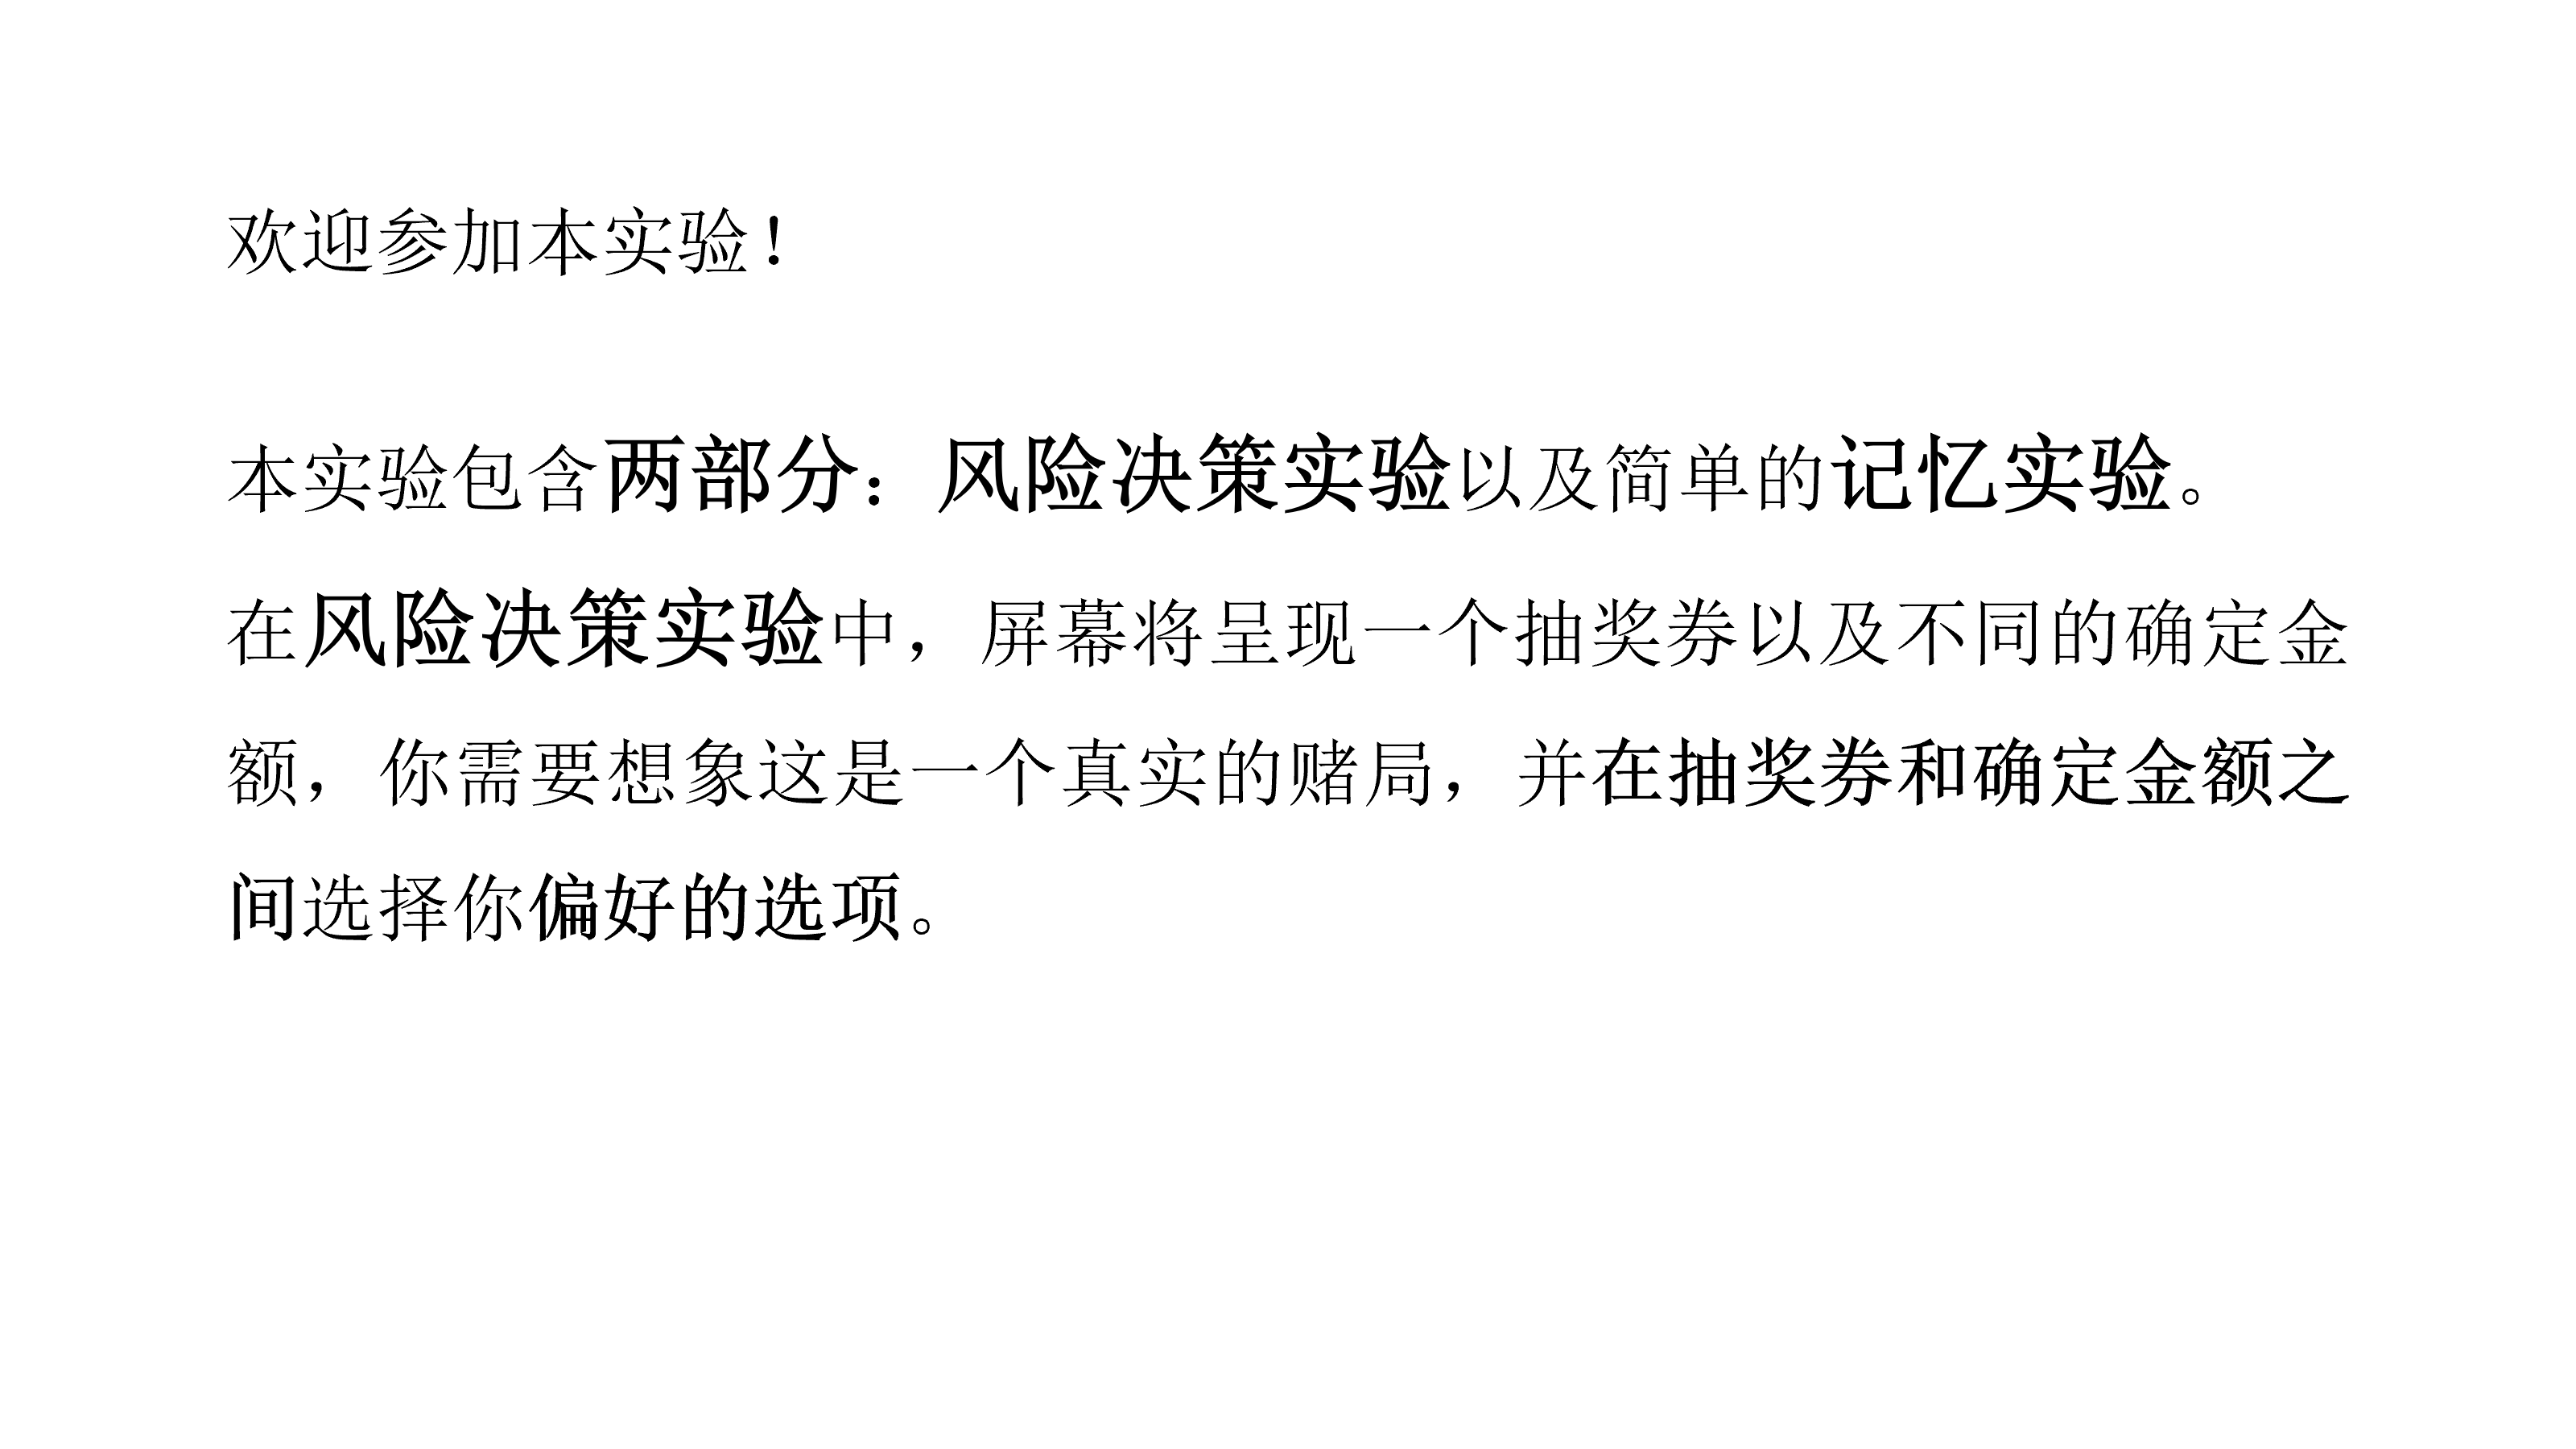 欢迎参加本实验！
本实验包含两部分：风险决策实验以及简单的记忆实验。
在风险决策实验中，屏幕将呈现一个抽奖券以及不同的确定金
额，你需要想象这是一个真实的赌局，并在抽奖券和确定金额之
间选择你偏好的选项。